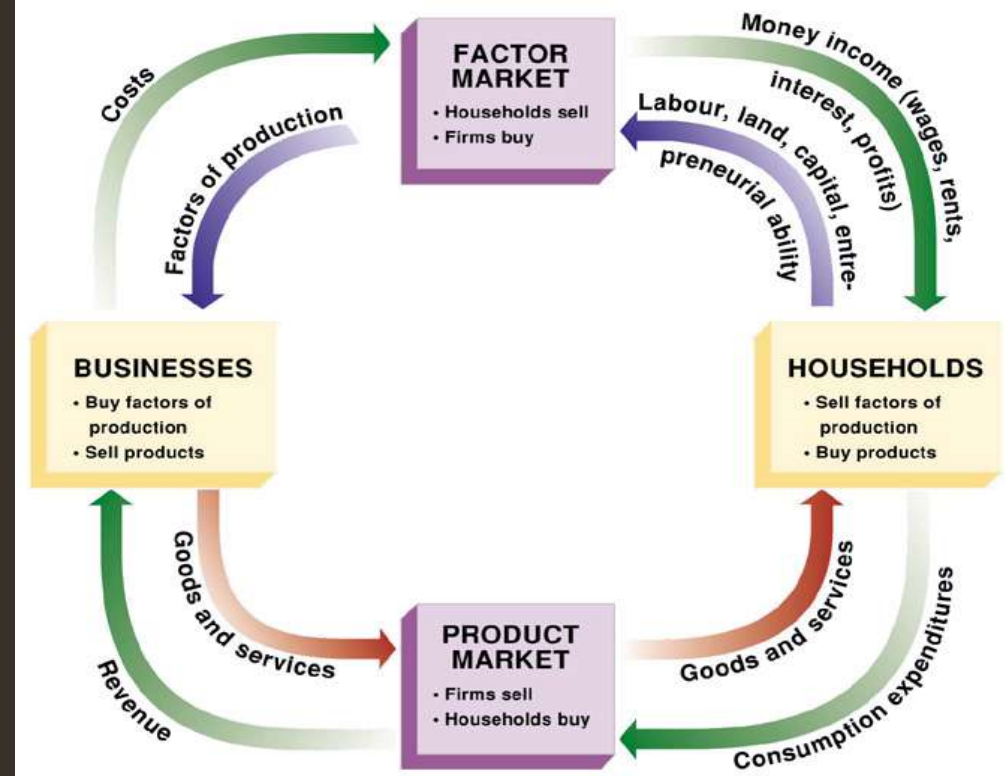 FACTOR
MARKET
• Households sell
• Firms buy
Costs
Factors of production
Money income (wages, rents,
interest, profits)
Labour, land, capital, entre-
preneurial ability
BUSINESSES
• Buy factors of
production
• Sell products
HOUSEHOLDS
• Sell factors of
production
• Buy products
Goods and services
Revenue
PRODUCT
MARKET
• Firms sell
• Households buy
Goods and services
Consumption expenditures